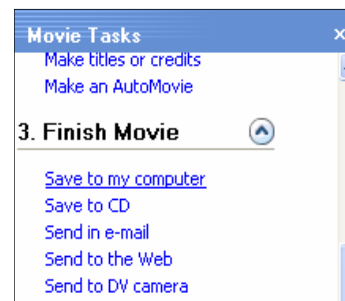 Movie Tasks
Make titles or credits
Make an AutoMovie
3. Finish Movie
Save to my computer
Save to CD
Send in e-mail
Send to the Web
Send to DV camera